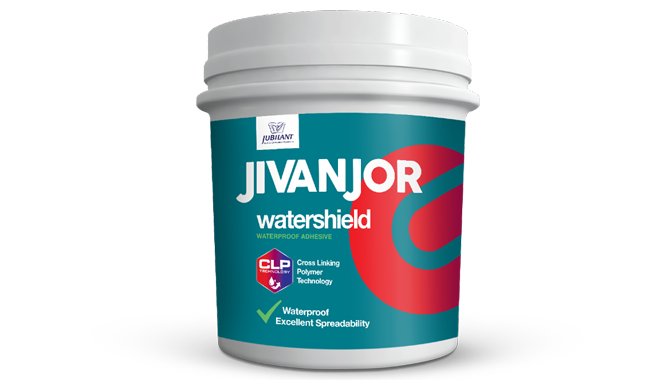 JUBILANT
JIVANJOR
watershield
WATERPROOF ADHESIVE
CLP
TECHNOLOGY
Cross Linking
Polymer
Technology
Waterproof
Excellent Spreadability